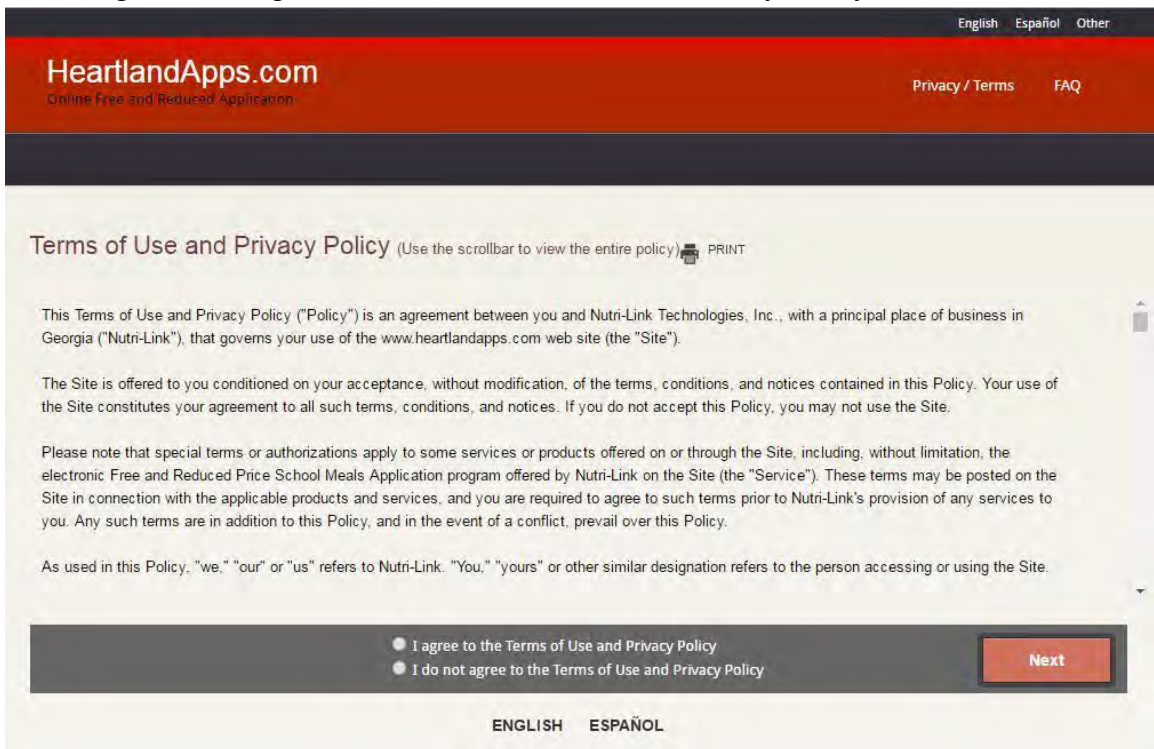 English Español Other
HeartlandApps.com
Online Free and Reduced Application
Privacy / Terms FAQ
Terms of Use and Privacy Policy (Use the scrollbar to view the entire policy) PRINT
This Terms of Use and Privacy Policy ("Policy") is an agreement between you and Nutri-Link Technologies, Inc., with a principal place of business in
Georgia ("Nutri-Link"), that governs your use of the www.heartlandapps.com web site (the "Site").
The Site is offered to you conditioned on your acceptance, without modification, of the terms, conditions, and notices contained in this Policy. Your use of
the Site constitutes your agreement to all such terms, conditions, and notices. If you do not accept this Policy, you may not use the Site.
Please note that special terms or authorizations apply to some services or products offered on or through the Site, including, without limitation, the
electronic Free and Reduced Price School Meals Application program offered by Nutri-Link on the Site (the "Service"). These terms may be posted on the
Site in connection with the applicable products and services, and you are required to agree to such terms prior to Nutri-Link's provision of any services to
you. Any such terms are in addition to this Policy, and in the event of a conflict, prevail over this Policy.
As used in this Policy, "we," "our" or "us" refers to Nutri-Link. "You," "yours" or other similar designation refers to the person accessing or using the Site.
I agree to the Terms of Use and Privacy Policy
I do not agree to the Terms of Use and Privacy Policy
Next
ENGLISH ESPAÑOL